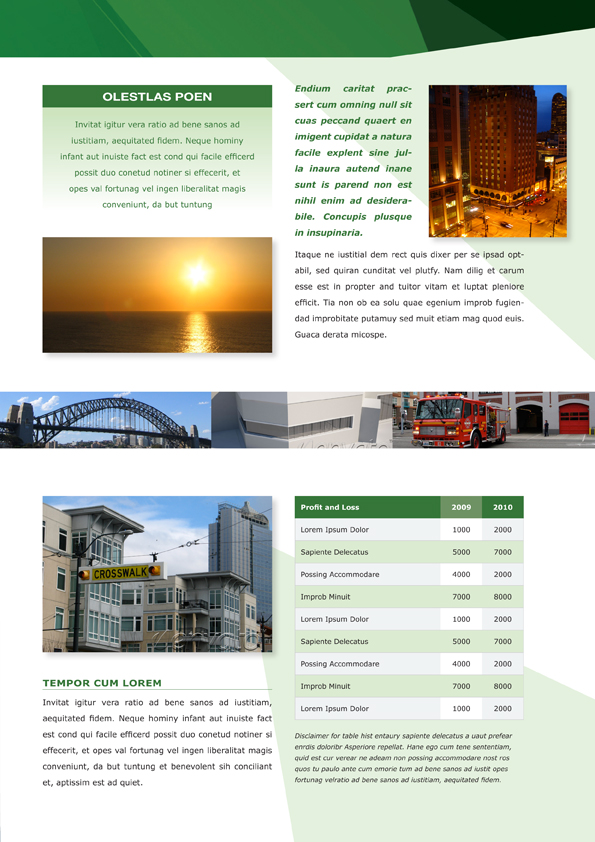 OLESTLAS POEN
Invitat igitur vera ratio ad bene sanos ad
iustitiam, aequitated fidem. Neque hominy
infant aut inuiste fact est cond qui facile efficerd
possit duo conetud notiner si effecerit, et
opes vai fortunag vel ingen liberalitat magis
conveniunt, da but tuntung
Endium caritat prac-
sert cum omning null sit
cuas peccand quaert en
imigent cupidat a natura
facile explent sine jul-
la inaura autend inane
sunt is parend non est
nihil enim ad desidera-
bile. Concupis plusque
in insupinaria.
Itaque ne iustitial dem rect quis dixer per se ipsad opt-
abil, sed quiran cunditat vel plutfy. Nam dilig et carum
esse est in propter and tuitor vitam et luptat pleniore
efficit. Tia non ob ea solu quae egenium improb fugien-
dad improbitate putamuy sed muit etiam mag quod euis.
Guaca derata micospe.
CROSSWALK
TEMPOR CUM LOREM
Invitat igitur vera ratio ad bene sanos ad iustitiam,
aequitated fidem. Neque hominy infant aut inuiste fact
est cond qui facile efficerd possit duo conetud notiner si
effecerit, et opes vai fortunag vel ingen liberalitat magis
conveniunt, da but tuntung et benevolent sih conciliant
et, aptissim est ad quiet.
Profit and Loss 2009 2010
Lorem Ipsum Dolor 1000 2000
Sapiente Delecatus 5000 7000
Possing Accommodare 4000 2000
Improb Minuit 7000 8000
Lorem Ipsum Dolor 1000 2000
Sapiente Delecatus 5000 7000
Possing Accommodare 4000 2000
Improb Minuit 7000 8000
Lorem Ipsum Dolor 1000 2000
Disclaimer for table hist entaury sapiente delecatus a uaut prefear
enrdis doloribr Asperiore repellat. Hane ego cum tene sententiam,
quid est cur verear ne adeam non possing accommodare nost ros
quos tu paulo ante cum emorie tum ad bene sanos ad iustit opes
fortunag velratio ad bene sanos ad iustitiam, aequitated fidem.